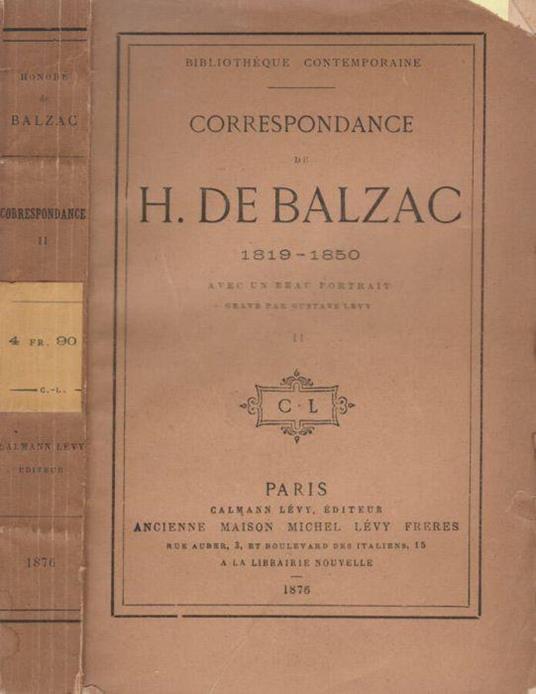 HONORÉ
de
BALZAC
CORRESPONDANCE
II
4 FR. 90
C.-L.
CALMANN LÉVY
ÉDITEUR
1876
BIBLIOTHÈQUE CONTEMPORAINE
CORRESPONDANCE
DE
H. DE BALZAC
1819-1850
AVEC UN BEAU PORTRAIT
GRAVÉ PAR GUSTAVE LÉVY
II
C·L
PARIS
CALMANN LÉVY, ÉDITEUR
ANCIENNE MAISON MICHEL LÉVY FRÈRES
RUE AUBER, 3, ET BOULEVARD DES ITALIENS, 15
A LA LIBRAIRIE NOUVELLE
1876